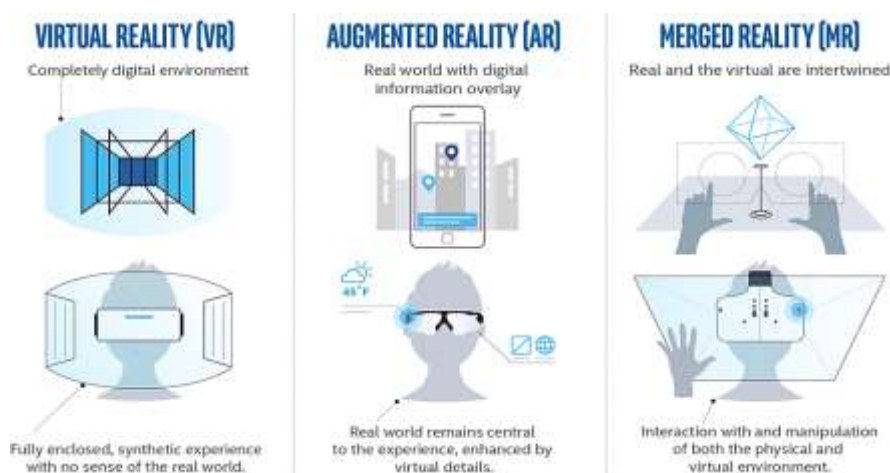 VIRTUAL REALITY (VR)
Completely digital environment
Fully enclosed, synthetic experience
with no sense of the real world.
AUGMENTED REALITY (AR)
Real world with digital
information overlay
46°F
Real world remains central
to the experience, enhanced by
virtual details.
MERGED REALITY (MR)
Real and the virtual are intertwined
Interaction with and manipulation
of both the physical and
virtual environment.